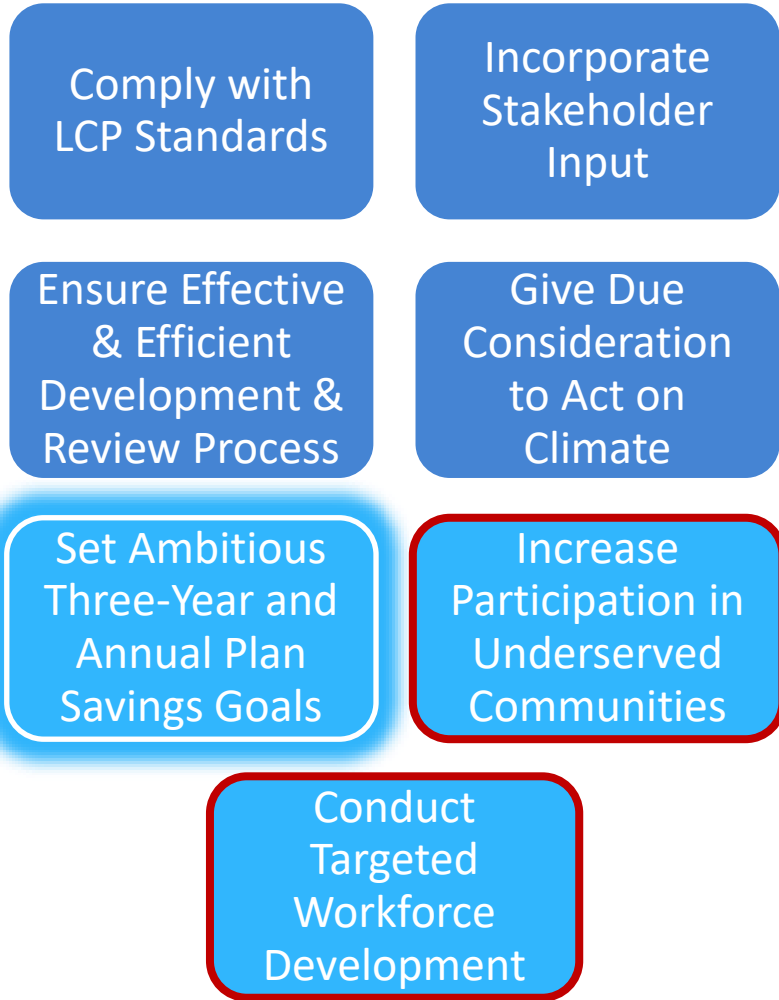 Comply with
LCP Standards
Incorporate
Stakeholder
Input
Ensure Effective
& Efficient
Development &
Review Process
Give Due
Consideration
to Act on
Climate
Set Ambitious
Three-Year and
Annual Plan
Savings Goals
Increase
Participation in
Underserved
Communities
Conduct
Targeted
Workforce
Development